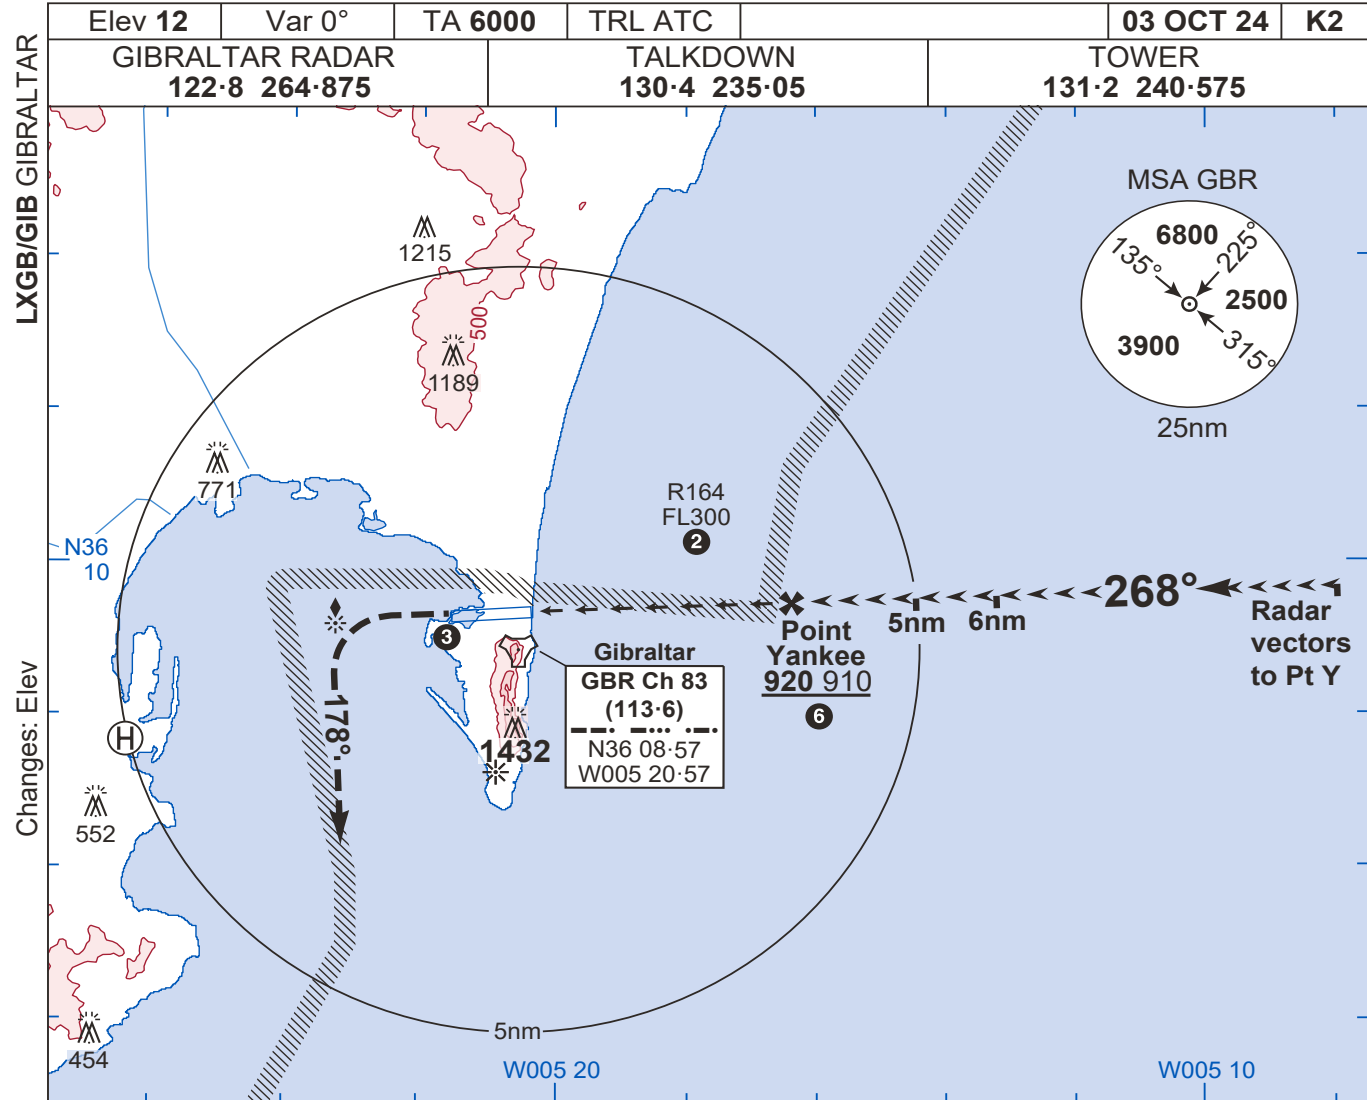 Elev 12
Var 0°
TA 6000
TRL ATC
03 OCT 24
K2
GIBRALTAR RADAR
122·8 264·875
TALKDOWN
130·4 235·05
TOWER
131·2 240·575
LXGB/GIB GIBRALTAR
Changes: Elev
MSA GBR
6800
135°
225°
2500
3900
315°
25nm
1215
500
1189
771
R164
FL300
2
N36
10
268°
Radar
vectors
to Pt Y
5nm
6nm
Point
Yankee
920 910
6
3
178°
Gibraltar
GBR Ch 83
(113·6)
N36 08·57
W005 20·57
1432
H
552
454
5nm
W005 20
W005 10